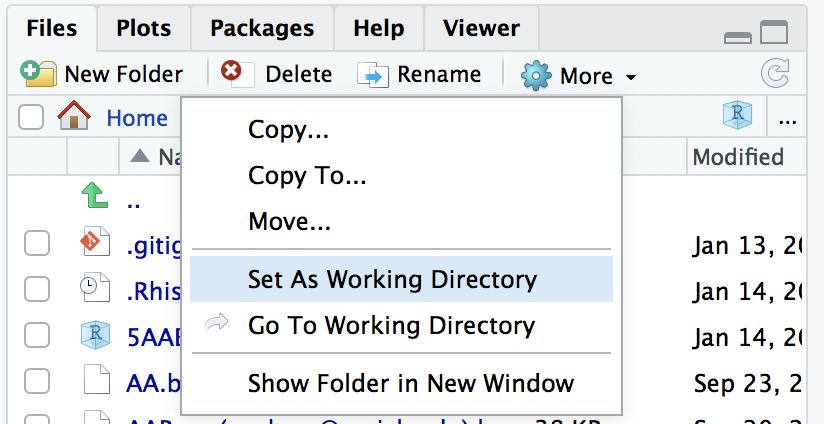 Files Plots Packages Help Viewer
New Folder Delete Rename More
Home R ...
Modified
Copy...
Copy To...
Move...
Set As Working Directory
Go To Working Directory
Show Folder in New Window
..
.gitig Jan 13, 20
.Rhis Jan 14, 20
R 5AAE Jan 14, 20
AA.b Sep 23, 2